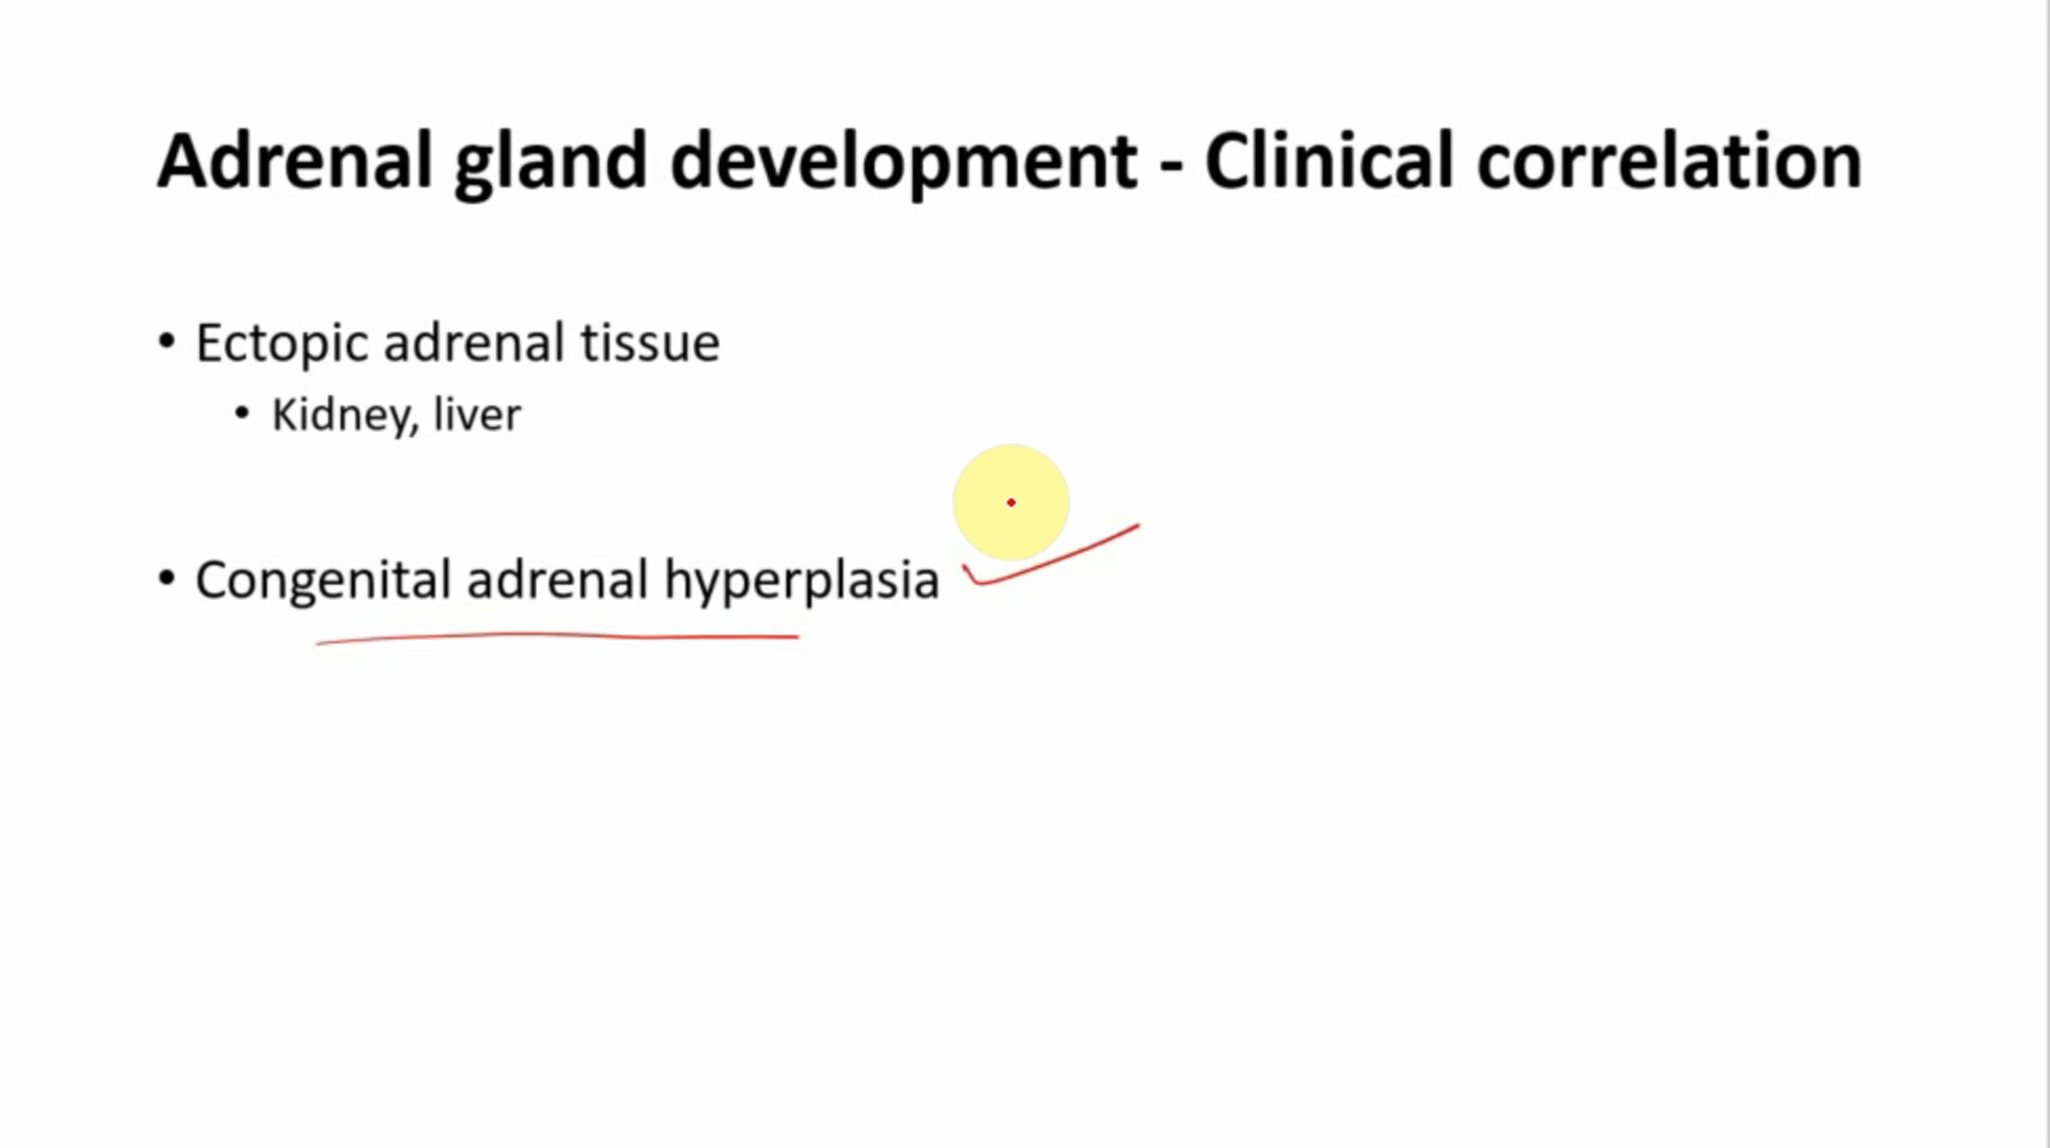 Adrenal gland development - Clinical correlation
• Ectopic adrenal tissue
• Kidney, liver
• Congenital adrenal hyperplasia